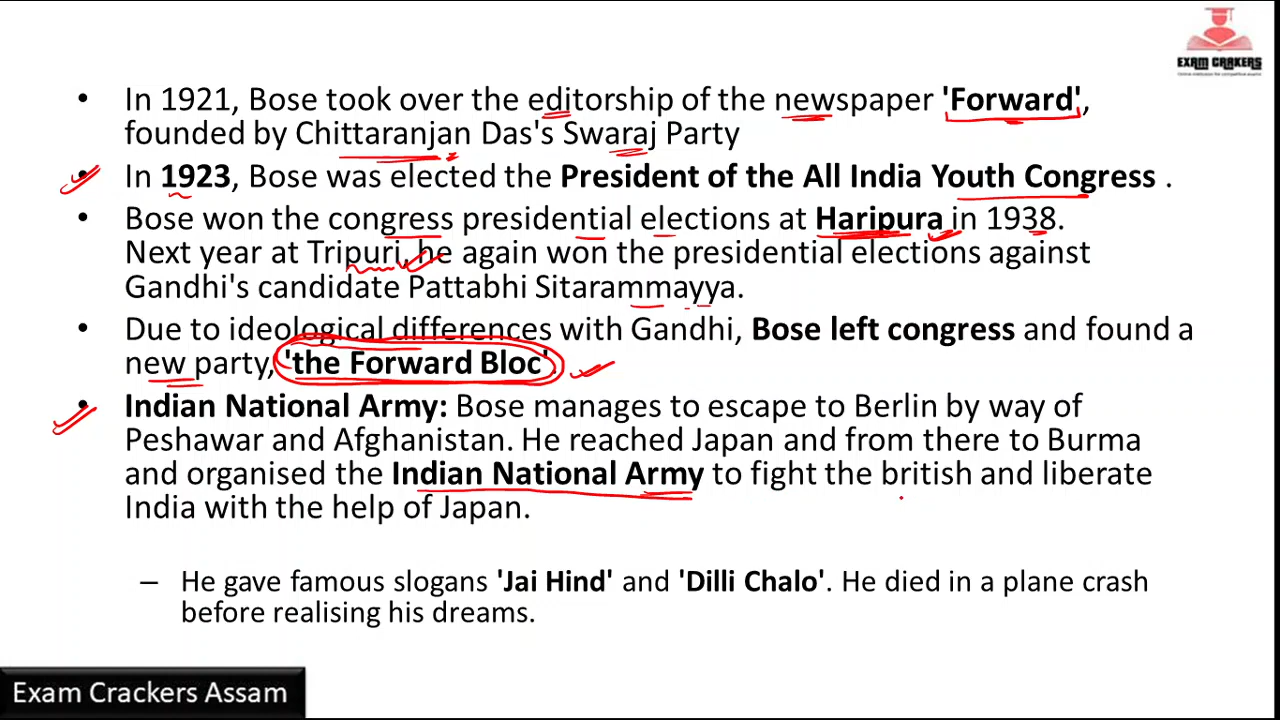 EXAM CRAKERS
• In 1921, Bose took over the editorship of the newspaper 'Forward',
founded by Chittaranjan Das's Swaraj Party
• In 1923, Bose was elected the President of the All India Youth Congress .
• Bose won the congress presidential elections at Haripura in 1938.
Next year at Tripuri, he again won the presidential elections against
Gandhi's candidate Pattabhi Sitarammayya.
• Due to ideological differences with Gandhi, Bose left congress and found a
new party, 'the Forward Bloc'.
• Indian National Army: Bose manages to escape to Berlin by way of
Peshawar and Afghanistan. He reached Japan and from there to Burma
and organised the Indian National Army to fight the british and liberate
India with the help of Japan.
– He gave famous slogans 'Jai Hind' and 'Dilli Chalo'. He died in a plane crash
before realising his dreams.
Exam Crackers Assam